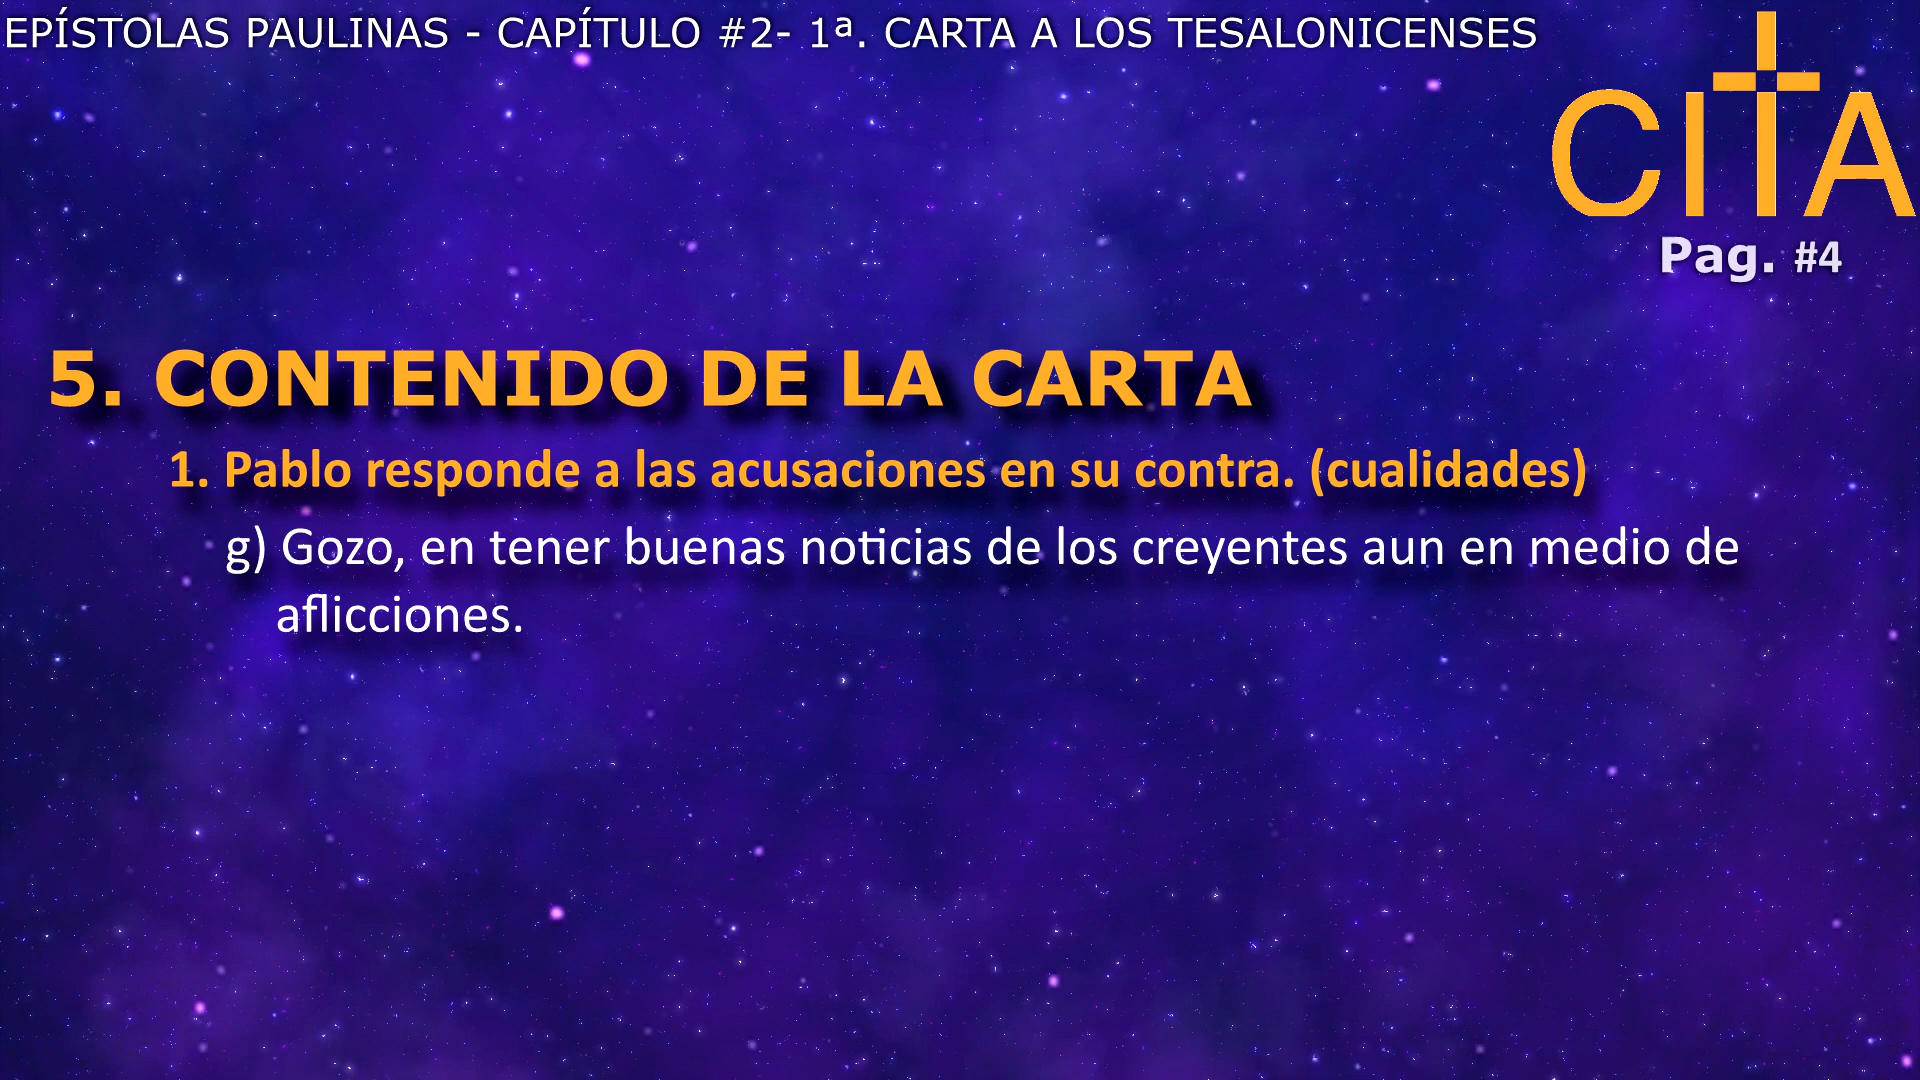 EPÍSTOLAS PAULINAS - CAPÍTULO #2- 1ª. CARTA A LOS TESALONICENSES
CITA
Pag. #4
5. CONTENIDO DE LA CARTA
1. Pablo responde a las acusaciones en su contra. (cualidades)
g) Gozo, en tener buenas noticias de los creyentes aun en medio de
aflicciones.